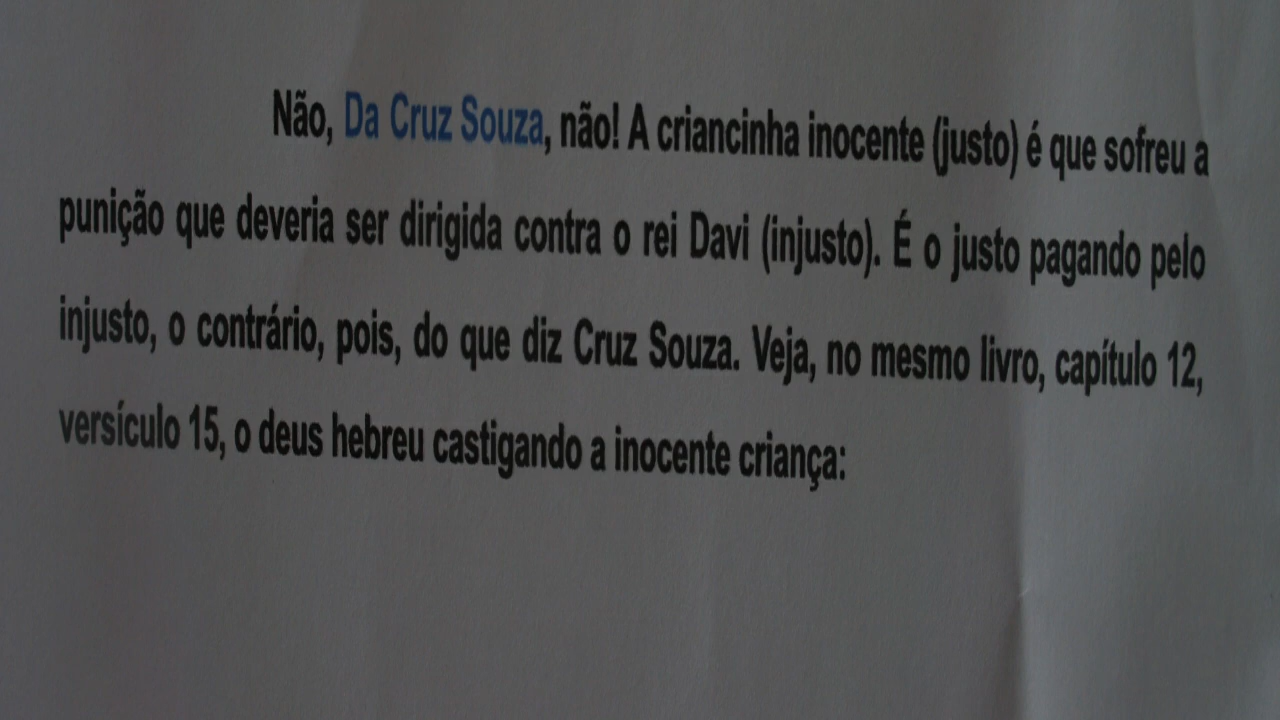 Não, Da Cruz Souza, não! A criancinha inocente (justo) é que sofreu a
punição que deveria ser dirigida contra o rei Davi (injusto). É o justo pagando pelo
injusto, o contrário, pois, do que diz Cruz Souza. Veja, no mesmo livro, capítulo 12,
versículo 15, o deus hebreu castigando a inocente criança: